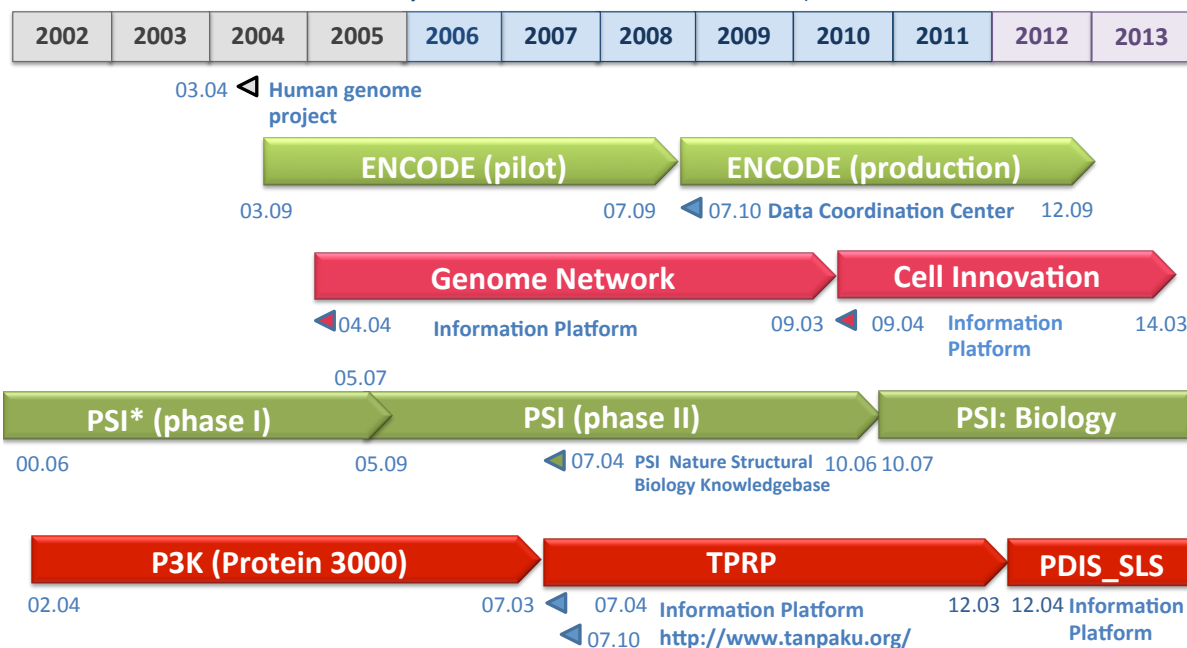 2002 2003 2004 2005 2006 2007 2008 2009 2010 2011 2012 2013
03.04 Human genome
project
ENCODE (pilot) ENCODE (production)
03.09 07.09 07.10 Data Coordination Center 12.09
Genome Network Cell Innovation
04.04 Information Platform 09.03 09.04 Information
Platform
14.03
05.07
PSI* (phase I) PSI (phase II) PSI: Biology
00.06 05.09 07.04 PSI Nature Structural
Biology Knowledgebase
10.06 10.07
P3K (Protein 3000) TPRP PDIS_SLS
02.04 07.03 07.04 Information Platform 12.03 12.04 Information
Platform
07.10 http://www.tanpaku.org/